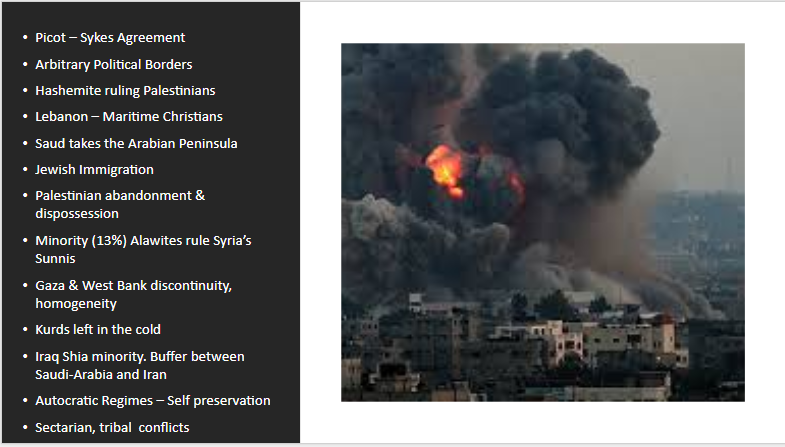 • Picot – Sykes Agreement
• Arbitrary Political Borders
• Hashemite ruling Palestinians
• Lebanon – Maritime Christians
• Saud takes the Arabian Peninsula
• Jewish Immigration
• Palestinian abandonment &
dispossession
• Minority (13%) Alawites rule Syria's
Sunnis
• Gaza & West Bank discontinuity,
homogeneity
• Kurds left in the cold
• Iraq Shia minority. Buffer between
Saudi-Arabia and Iran
• Autocratic Regimes – Self preservation
• Sectarian, tribal  conflicts